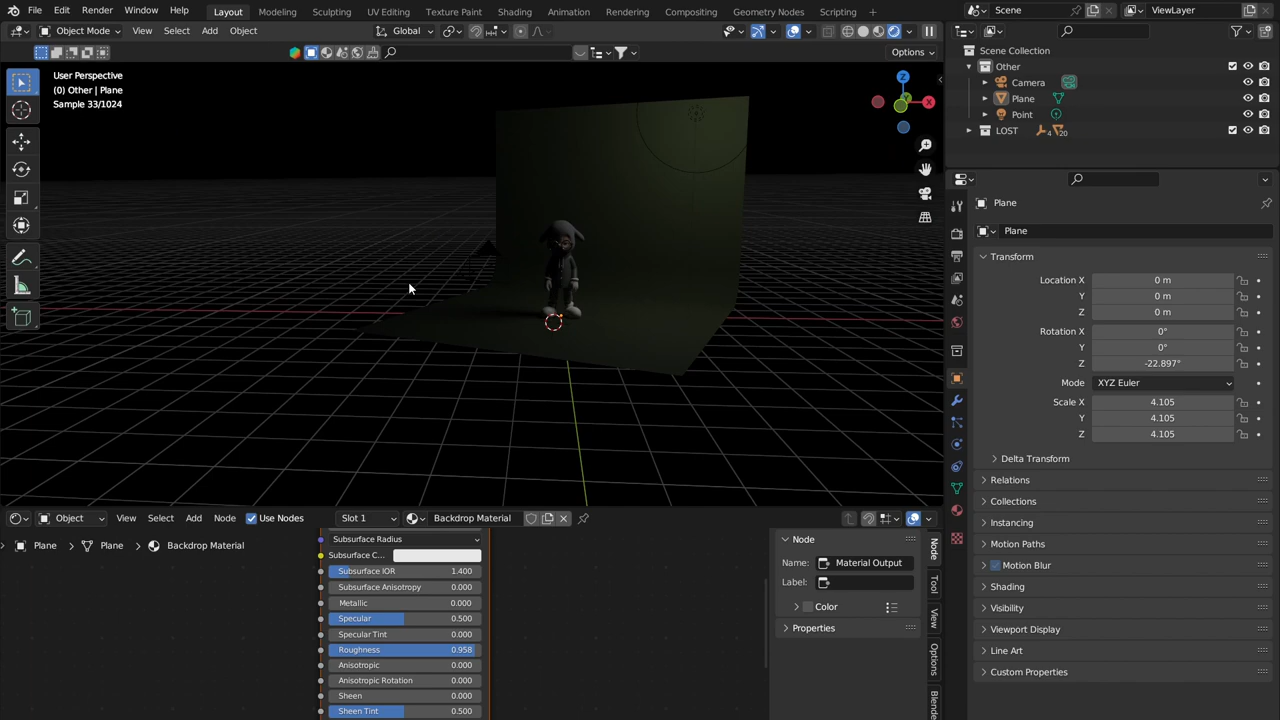 File Edit Render Window Help Layout Modeling Sculpting UV Editing Texture Paint Shading Animation Rendering Compositing Geometry Nodes Scripting + Scene ViewLayer
Object Mode View Select Add Object Global
Options
User Perspective
(0) Other | Plane
Sample 33/1024
Z
X
Y
Scene Collection
Other
Camera
Plane
Point
LOST 4 20
Plane
Plane
Transform
Location X 0 m
Y 0 m
Z 0 m
Rotation X 0°
Y 0°
Z -22.897°
Mode XYZ Euler
Scale X 4.105
Y 4.105
Z 4.105
Delta Transform
Relations
Collections
Instancing
Motion Paths
Motion Blur
Shading
Visibility
Viewport Display
Line Art
Custom Properties
Object View Select Add Node Use Nodes Slot 1 Backdrop Material
Plane > Plane > Backdrop Material
Subsurface Radius
Subsurface C...
Subsurface IOR 1.400
Subsurface Anisotropy 0.000
Metallic 0.000
Specular 0.500
Specular Tint 0.000
Roughness 0.958
Anisotropic 0.000
Anisotropic Rotation 0.000
Sheen 0.000
Sheen Tint 0.500
Node
Name: Material Output
Label:
Color
Properties
Node
Tool
View
Options
Blend